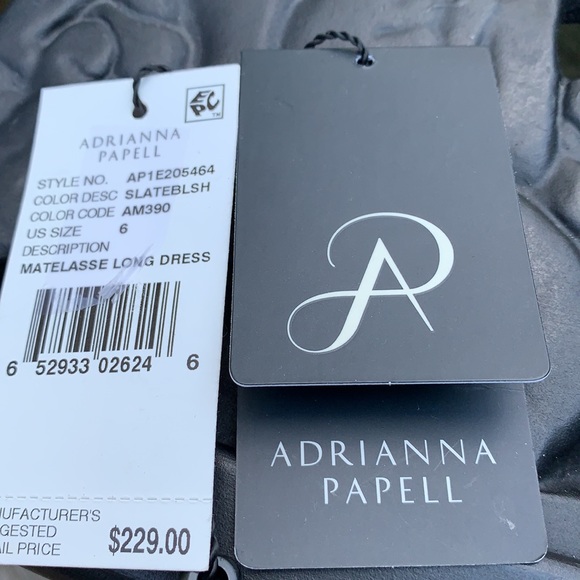 EPC™
ADRIANNA
PAPELL
STYLE NO. AP1E205464
COLOR DESC SLATEBLSH
COLOR CODE AM390
US SIZE 6
DESCRIPTION
MATELASSE LONG DRESS
6 52933 02624 6
$229.00
AP
ADRIANNA
PAPELL